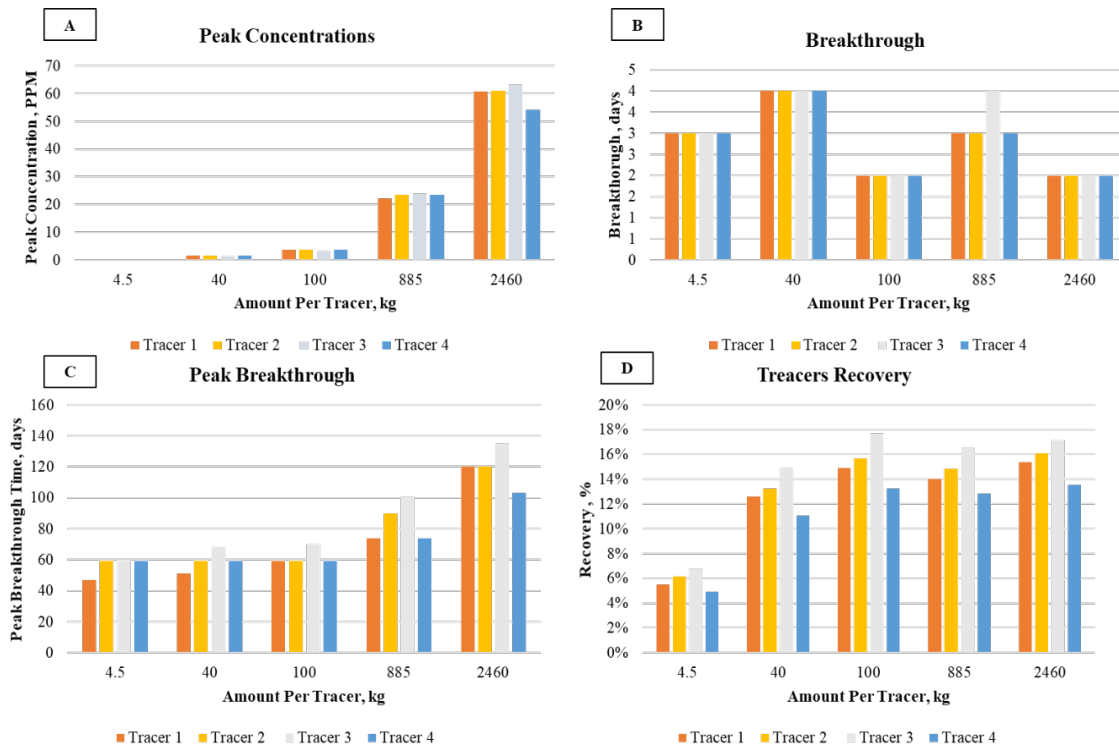 A
Peak Concentrations
Peak Concentration , PPM
70
60
50
40
30
20
10
0
4.5 40 100 885 2460
Amount Per Tracer, kg
Tracer 1 Tracer 2 Tracer 3 Tracer 4
B
Breakthrough
Breakthorugh , days
5
4
4
3
3
2
2
1
1
0
4.5 40 100 885 2460
Amount Per Tracer, kg
Tracer 1 Tracer 2 Tracer 3 Tracer 4
C
Peak Breakthrough
Peak Breakthrough Time, days
160
140
120
100
80
60
40
20
0
4.5 40 100 885 2460
Amount Per Tracer, kg
Tracer 1 Tracer 2 Tracer 3 Tracer 4
D
Treacers Recovery
Recovery , %
20%
18%
16%
14%
12%
10%
8%
6%
4%
2%
0%
4.5 40 100 885 2460
Amount Per Tracer, kg
Tracer 1 Tracer 2 Tracer 3 Tracer 4